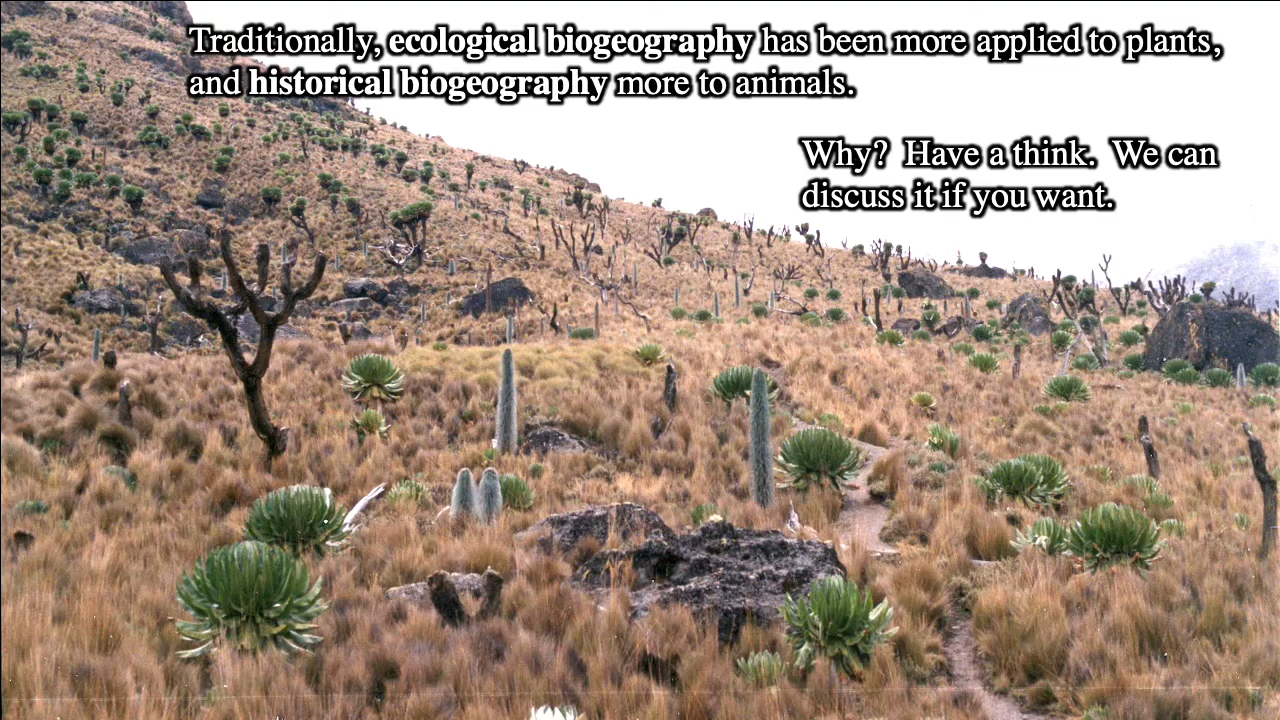 Traditionally, ecological biogeography has been more applied to plants,
and historical biogeography more to animals.
Why?  Have a think.  We can
discuss it if you want.